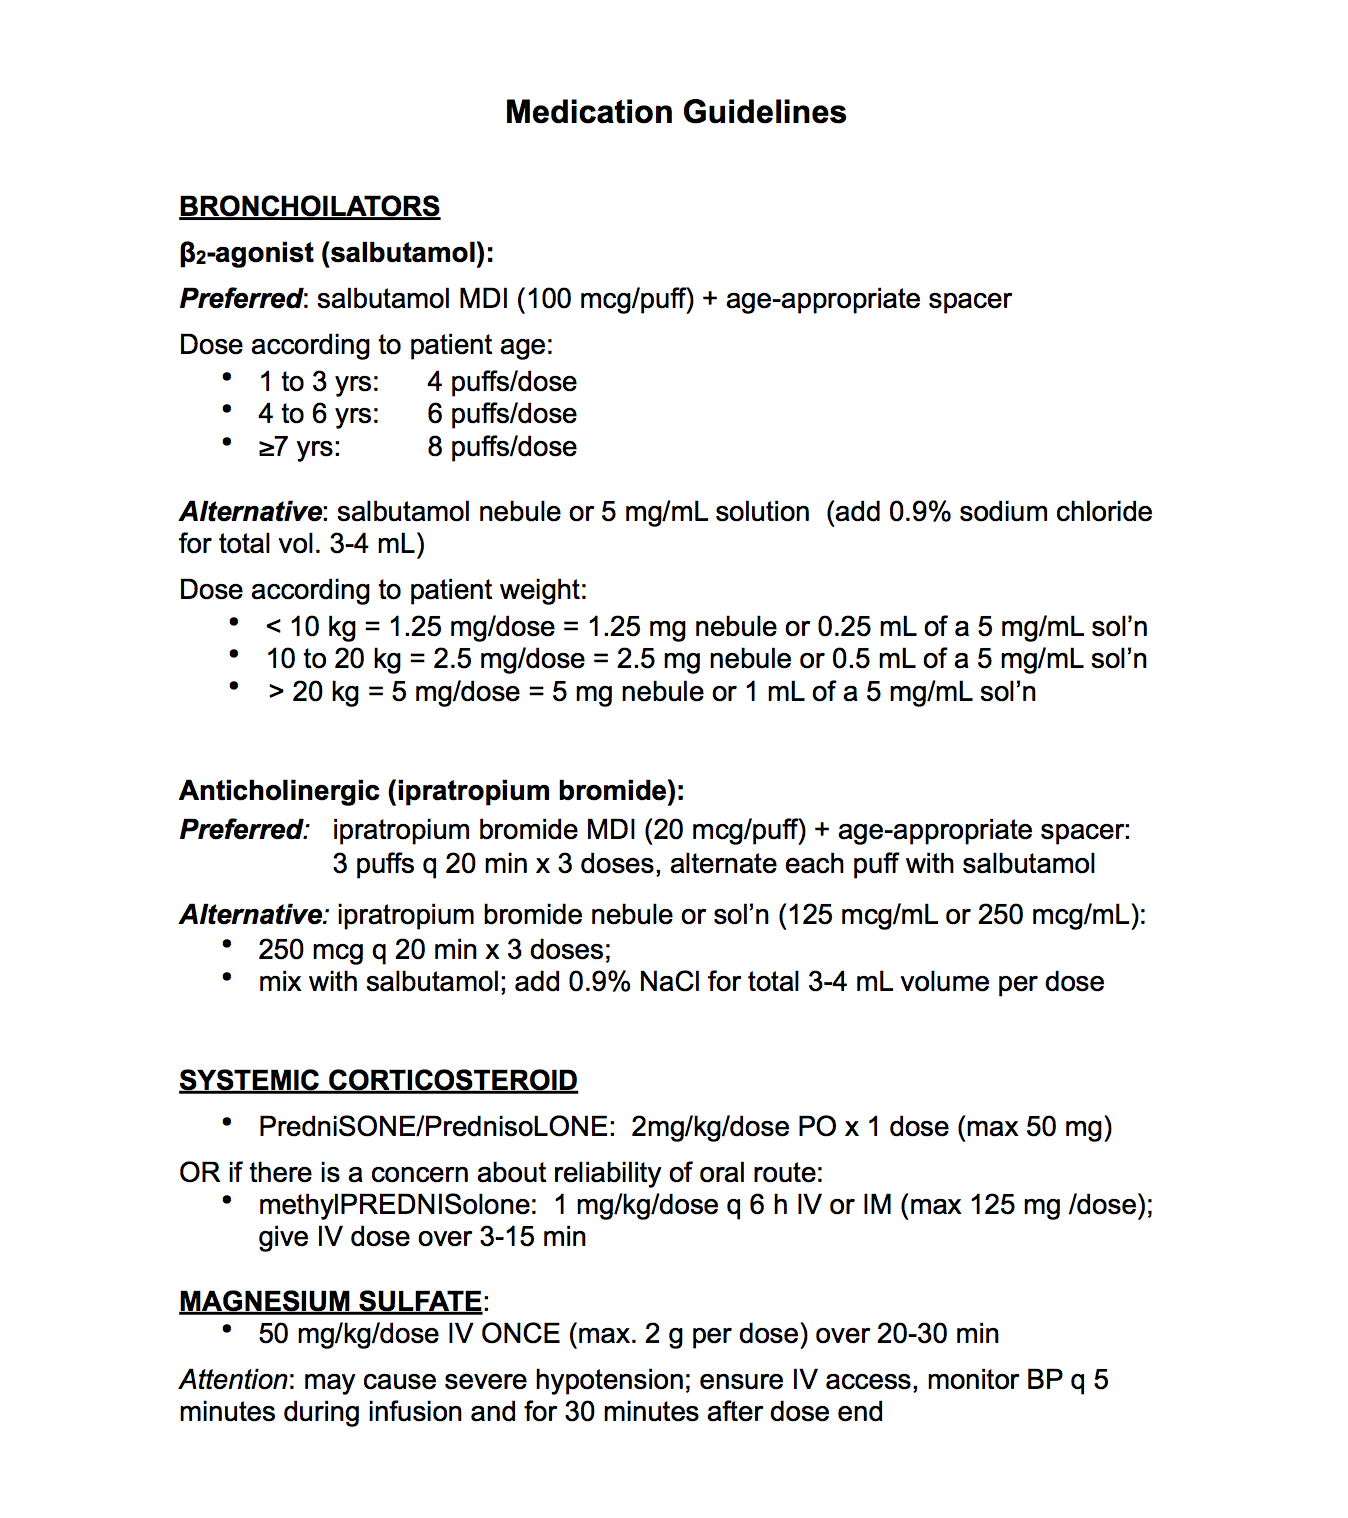 Medication Guidelines
BRONCHOILATORS
β₂-agonist (salbutamol):
Preferred: salbutamol MDI (100 mcg/puff) + age-appropriate spacer
Dose according to patient age:
• 1 to 3 yrs: 4 puffs/dose
• 4 to 6 yrs: 6 puffs/dose
• ≥7 yrs: 8 puffs/dose
Alternative: salbutamol nebule or 5 mg/mL solution (add 0.9% sodium chloride
for total vol. 3-4 mL)
Dose according to patient weight:
• < 10 kg = 1.25 mg/dose = 1.25 mg nebule or 0.25 mL of a 5 mg/mL sol’n
• 10 to 20 kg = 2.5 mg/dose = 2.5 mg nebule or 0.5 mL of a 5 mg/mL sol’n
• > 20 kg = 5 mg/dose = 5 mg nebule or 1 mL of a 5 mg/mL sol’n
Anticholinergic (ipratropium bromide):
Preferred: ipratropium bromide MDI (20 mcg/puff) + age-appropriate spacer:
3 puffs q 20 min x 3 doses, alternate each puff with salbutamol
Alternative: ipratropium bromide nebule or sol’n (125 mcg/mL or 250 mcg/mL):
• 250 mcg q 20 min x 3 doses;
• mix with salbutamol; add 0.9% NaCl for total 3-4 mL volume per dose
SYSTEMIC CORTICOSTEROID
• PredniSONE/PrednisoLONE: 2mg/kg/dose PO x 1 dose (max 50 mg)
OR if there is a concern about reliability of oral route:
• methylPREDNISolone: 1 mg/kg/dose q 6 h IV or IM (max 125 mg /dose);
give IV dose over 3-15 min
MAGNESIUM SULFATE:
• 50 mg/kg/dose IV ONCE (max. 2 g per dose) over 20-30 min
Attention: may cause severe hypotension; ensure IV access, monitor BP q 5
minutes during infusion and for 30 minutes after dose end